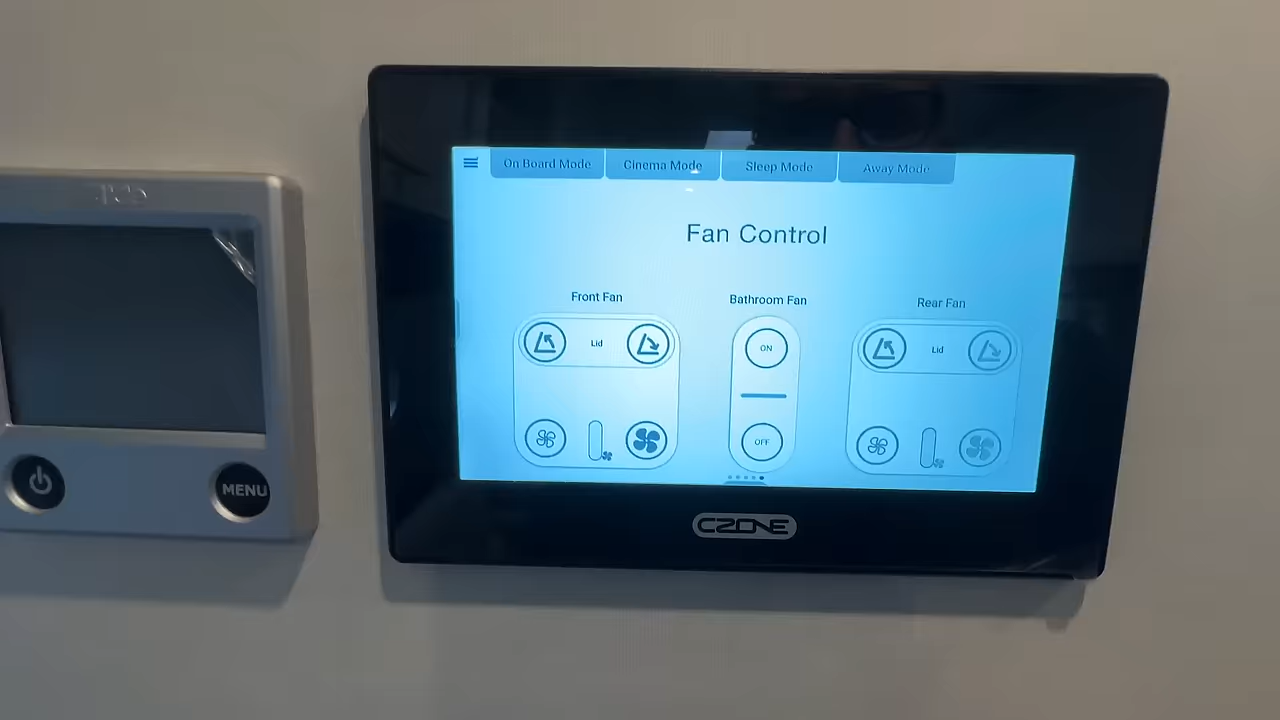 On Board Mode
Cinema Mode
Sleep Mode
Away Mode
Fan Control
Front Fan
Bathroom Fan
Rear Fan
Lid
ON
Lid
OFF
MENU
CZONE